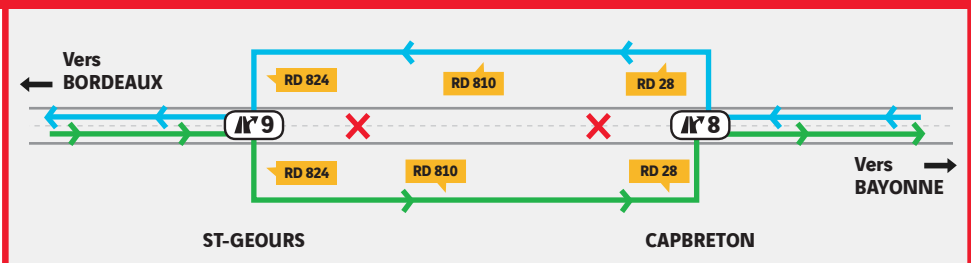 Vers
BORDEAUX
RD 824
RD 810
RD 28
9
8
RD 824
RD 810
RD 28
Vers
BAYONNE
ST-GEOURS
CAPBRETON